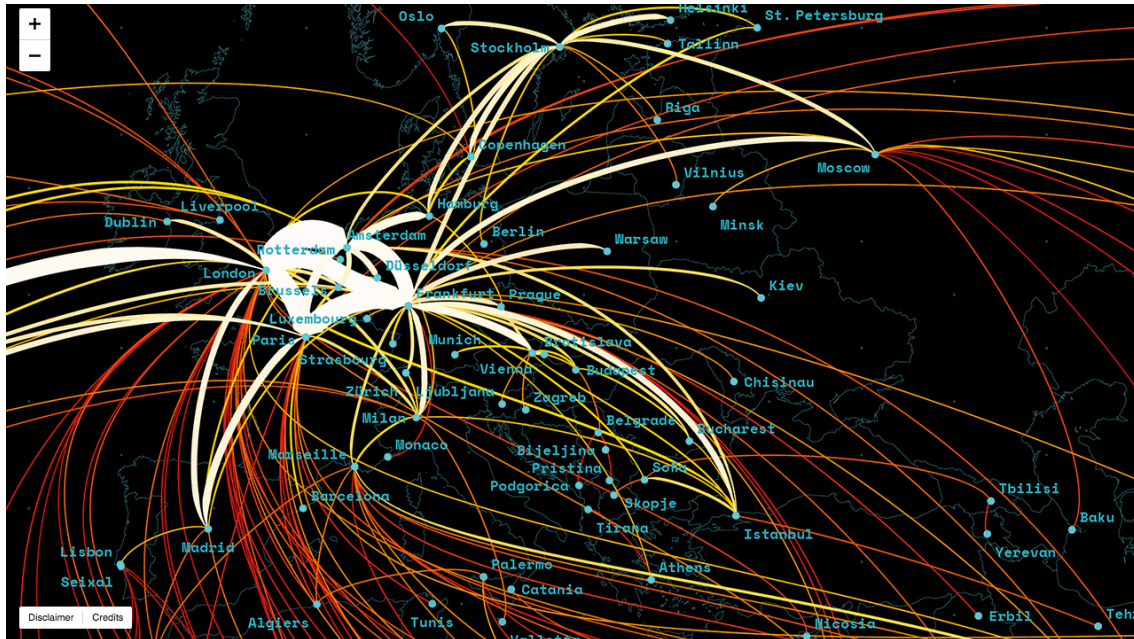 +
−
Oslo
Helsinki
St. Petersburg
Stockholm
Tallinn
Riga
Copenhagen
Moscow
Vilnius
Liverpool
Hamburg
Dublin
Minsk
Amsterdam
Berlin
Rotterdam
Warsaw
London
Düsseldorf
Brussels
Kiev
Frankfurt
Prague
Luxembourg
Paris
Munich
Bratislava
Strasbourg
Vienna
Budapest
Chisinau
Zürich
Ljubljana
Zagreb
Milan
Belgrade
Bucharest
Monaco
Bijeljina
Marseille
Pristina
Sofia
Podgorica
Barcelona
Skopje
Tbilisi
Tirana
Baku
Istanbul
Madrid
Lisbon
Yerevan
Palermo
Athens
Seixal
Catania
Disclaimer
Credits
Algiers
Tunis
Nicosia
Erbil
Teh
Valletta